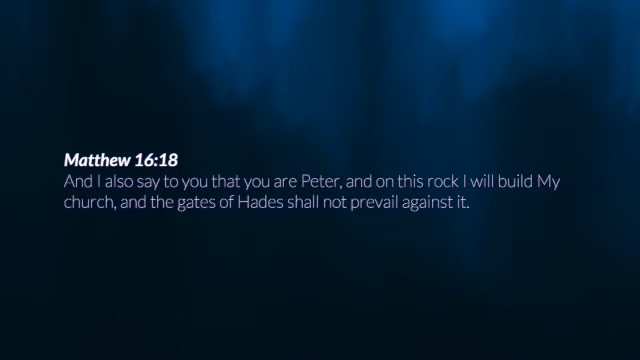 Matthew 16:18
And I also say to you that you are Peter, and on this rock I will build My
church, and the gates of Hades shall not prevail against it.